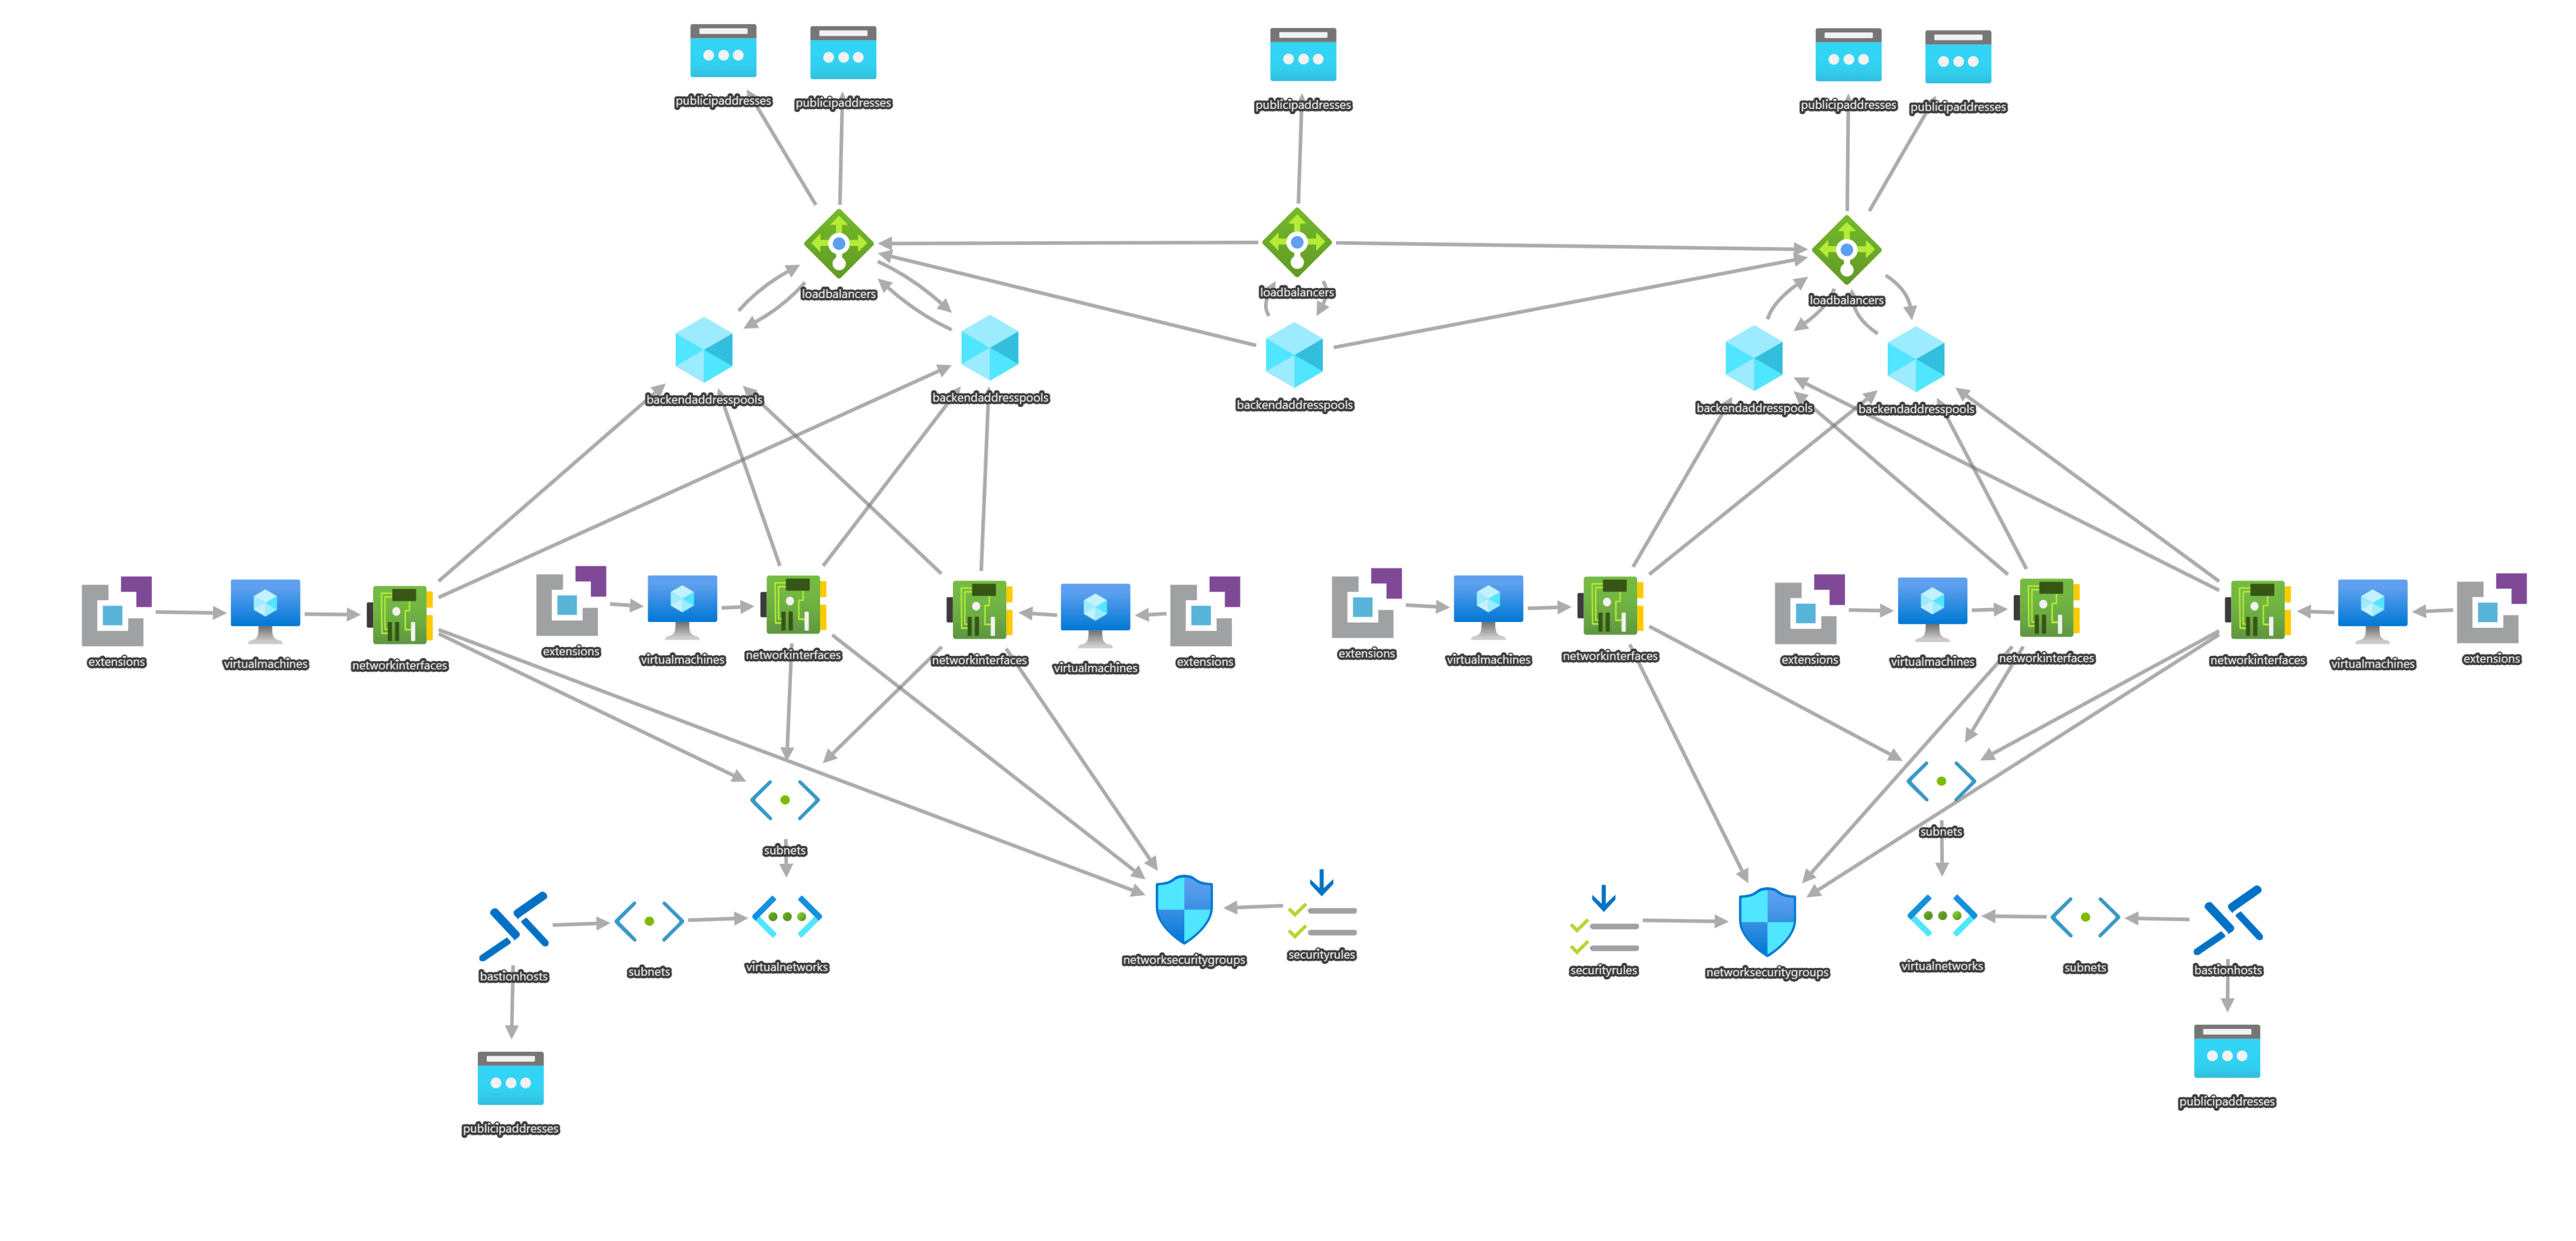 publicipaddresses
publicipaddresses
publicipaddresses
publicipaddresses
publicipaddresses
loadbalancers
loadbalancers
loadbalancers
backendaddresspools
backendaddresspools
backendaddresspools
backendaddresspools
backendaddresspools
extensions
virtualmachines
networkinterfaces
extensions
virtualmachines
networkinterfaces
networkinterfaces
virtualmachines
extensions
extensions
virtualmachines
networkinterfaces
extensions
virtualmachines
networkinterfaces
networkinterfaces
virtualmachines
extensions
subnets
subnets
bastionhosts
subnets
virtualnetworks
networksecuritygroups
securityrules
securityrules
networksecuritygroups
virtualnetworks
subnets
bastionhosts
publicipaddresses
publicipaddresses